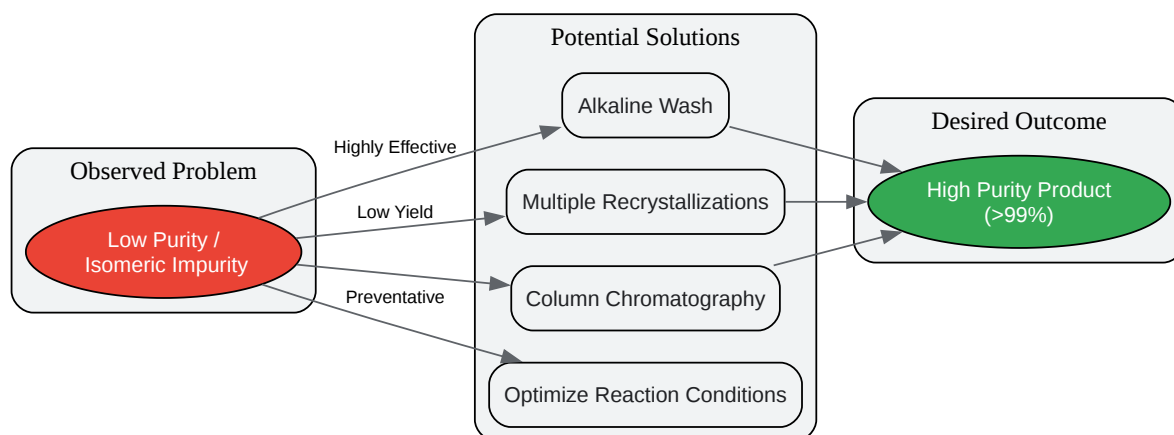 Observed Problem
Low Purity /
Isomeric Impurity
Highly Effective
Low Yield
Preventative
Potential Solutions
Alkaline Wash
Multiple Recrystallizations
Column Chromatography
Optimize Reaction Conditions
Desired Outcome
High Purity Product
(>99%)